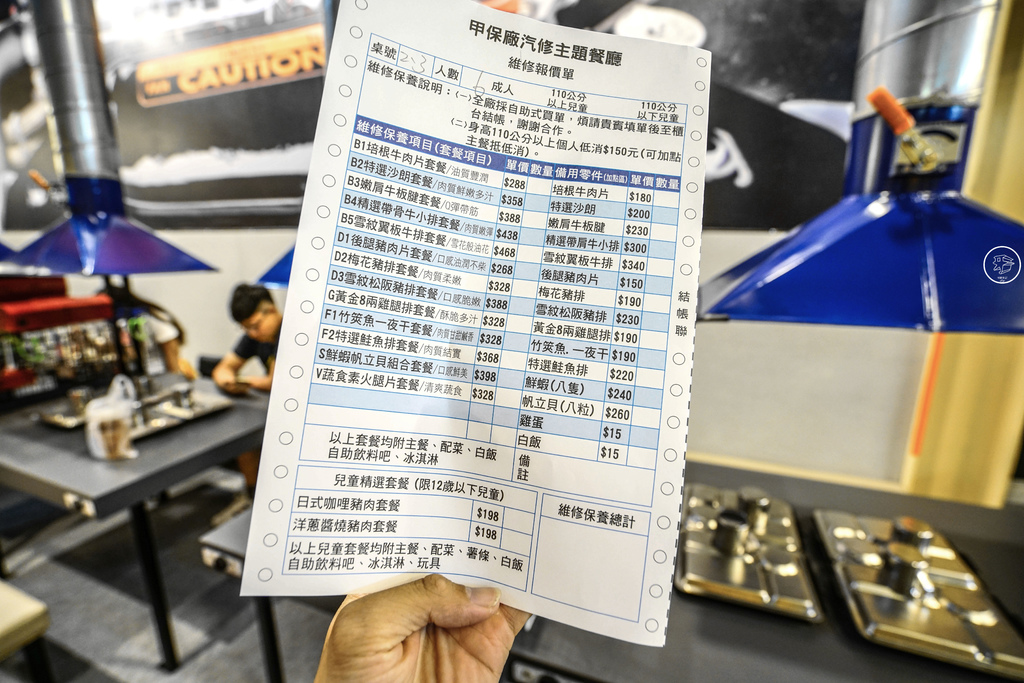 CAUTION
甲保廠汽修主題餐廳
維修報價單
桌號 23 人數 成人 110公分以上兒童 110公分以下兒童
維修保養說明：(一)全廠採自助式買單，煩請貴賓填單後至櫃
台結帳，謝謝合作。
(二)身高110公分以上個人低消$150元(可加點
主餐抵低消)。
維修保養項目(套餐項目) 單價 數量 備用零件(加點區) 單價 數量
B1培根牛肉片套餐/油質豐潤 $288 培根牛肉片 $180
B2特選沙朗套餐/肉質鮮嫩多汁 $358 特選沙朗 $200
B3嫩肩牛板腱套餐/Q彈帶筋 $388 嫩肩牛板腱 $230
B4精選帶骨牛小排套餐/肉質嫩彈 $438 精選帶肩牛小排 $300
B5雪紋翼板牛排套餐/雪花般油花 $468 雪紋翼板牛排 $340
D1後腿豬肉片套餐/口感油潤不柴 $268 後腿豬肉片 $150
D2梅花豬排套餐/肉質柔嫩 $328 梅花豬排 $190
D3雪紋松阪豬套餐/口感脆嫩 $388 雪紋松阪豬排 $230
G黃金8兩雞腿排套餐/酥脆多汁 $328 黃金8兩雞腿排 $190
F1竹筴魚一夜干套餐/肉質甘甜鹹香 $328 竹筴魚.一夜干 $190
F2特選鮭魚排套餐/肉質結實 $368 特選鮭魚排 $220
S鮮蝦帆立貝組合套餐/口感鮮美 $398 鮮蝦(八隻) $240
V蔬食素火腿片套餐/清爽蔬食 $328 帆立貝(八粒) $260
雞蛋 $15
白飯 $15
以上套餐均附主餐、配菜、白飯
自助飲料吧、冰淇淋
備註
結帳聯
兒童精選套餐 (限12歲以下兒童)
日式咖哩豬肉套餐 $198
洋蔥醬燒豬肉套餐 $198
以上兒童套餐均附主餐、配菜、薯條、白飯
自助飲料吧、冰淇淋、玩具
維修保養總計